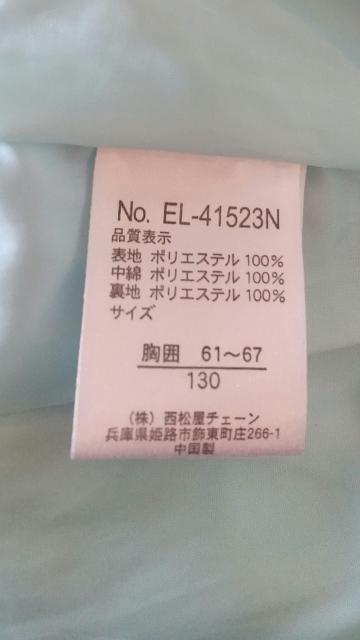 No. EL-41523N
品質表示
表地 ポリエステル 100%
中綿 ポリエステル 100%
裏地 ポリエステル 100%
サイズ
胸囲 61～67
130
（株）西松屋チェーン
兵庫県姫路市飾東町庄266-1
中国製